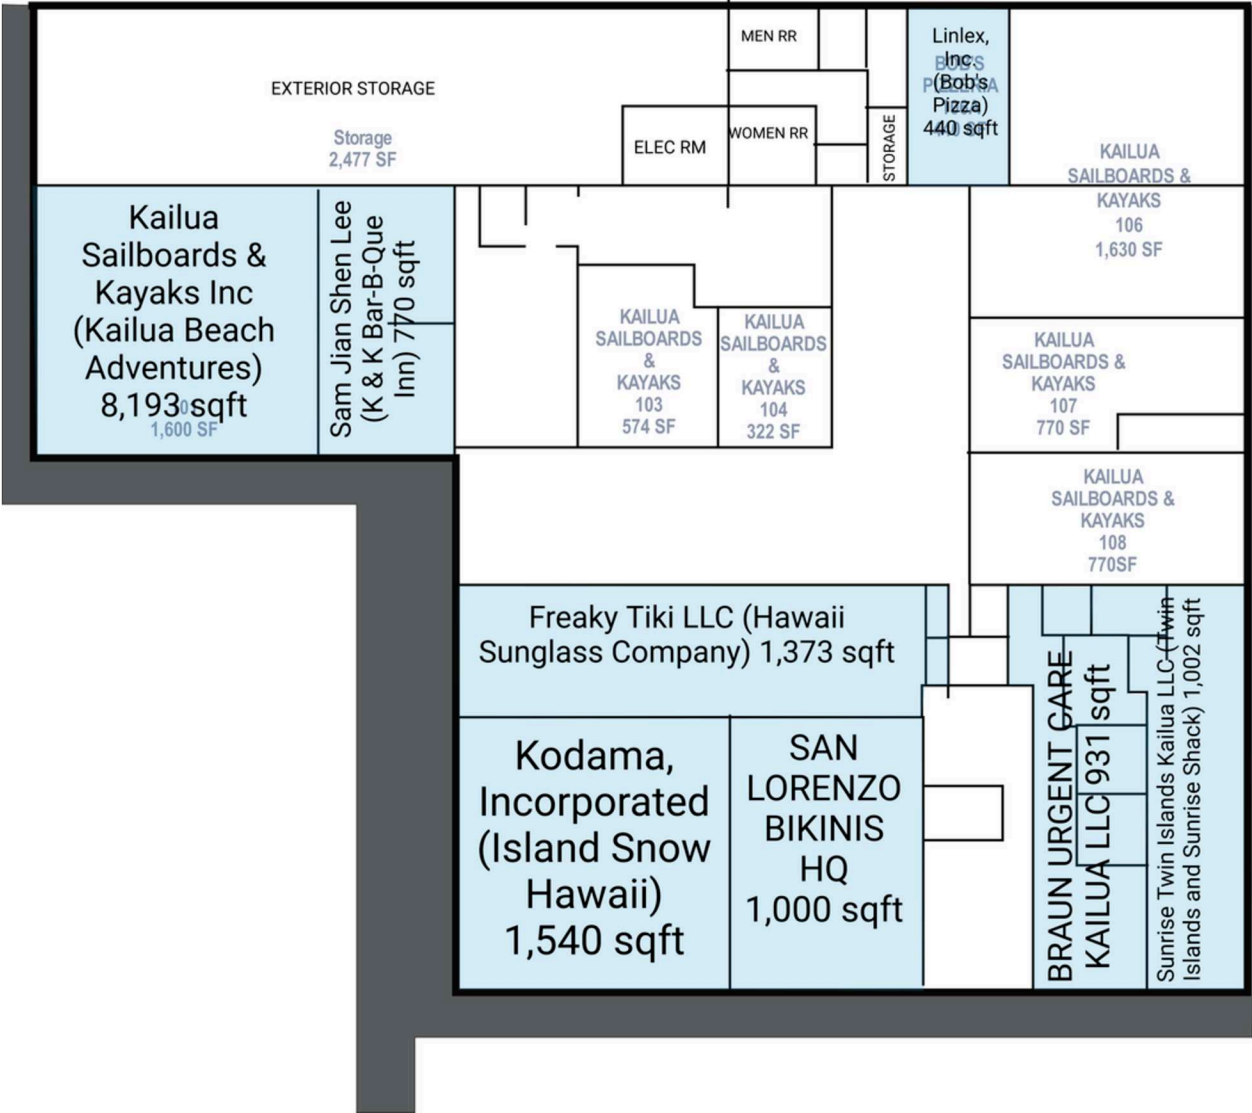 MEN RR
EXTERIOR STORAGE
Storage
2,477 SF
ELEC RM
WOMEN RR
STORAGE
Linlex,
Inc.
(Bob's
Pizza)
440 sqft
BOB'S
KAILUA
SAILBOARDS &
KAYAKS
106
1,630 SF
Kailua
Sailboards &
Kayaks Inc
(Kailua Beach
Adventures)
8,193 sqft
1,600 SF
Sam Jian Shen Lee
(K & K Bar-B-Que
Inn) 770 sqft
KAILUA
SAILBOARDS
&
KAYAKS
103
574 SF
KAILUA
SAILBOARDS
&
KAYAKS
104
322 SF
KAILUA
SAILBOARDS &
KAYAKS
107
770 SF
KAILUA
SAILBOARDS &
KAYAKS
108
770SF
Freaky Tiki LLC (Hawaii
Sunglass Company) 1,373 sqft
Kodama,
Incorporated
(Island Snow
Hawaii)
1,540 sqft
SAN
LORENZO
BIKINIS
HQ
1,000 sqft
BRAUN URGENT CARE
KAILUA LLC 931 sqft
Sunrise Twin Islands Kailua LLC (Twin
Islands and Sunrise Shack) 1,002 sqft